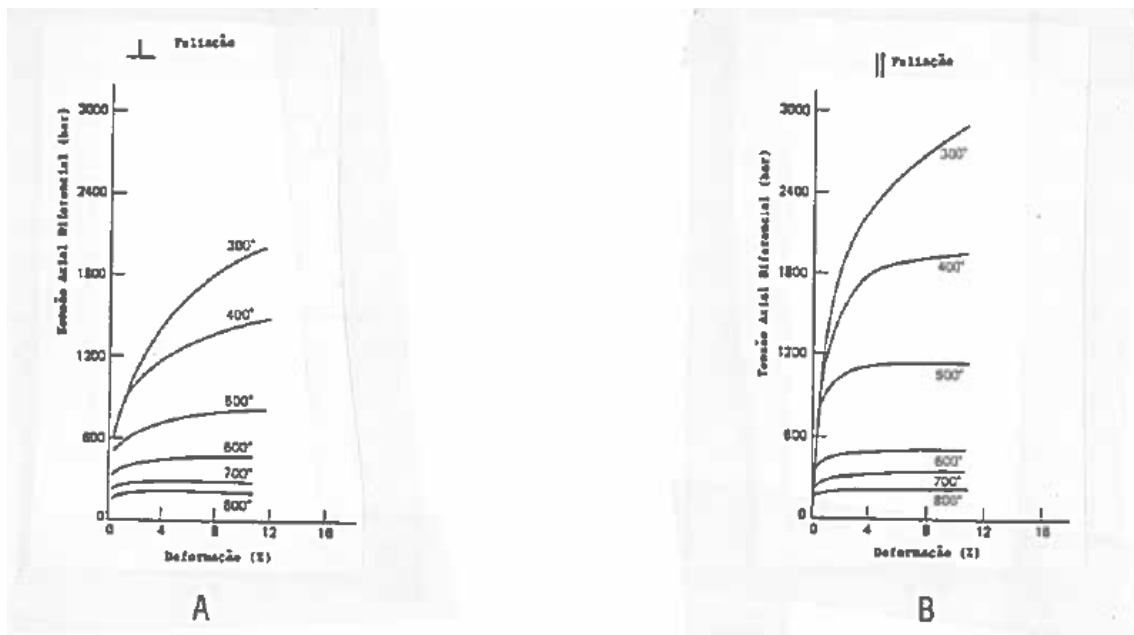 ⊥ Foliação
Tensão Axial Diferencial (bar)
3000
2400
1800
1200
600
0
300°
400°
500°
600°
700°
800°
0 4 8 12 16
Deformação (%)
A
|| Foliação
Tensão Axial Diferencial (bar)
3000
2400
1800
1200
600
0
300°
400°
500°
600°
700°
800°
0 4 8 12 16
Deformação (%)
B